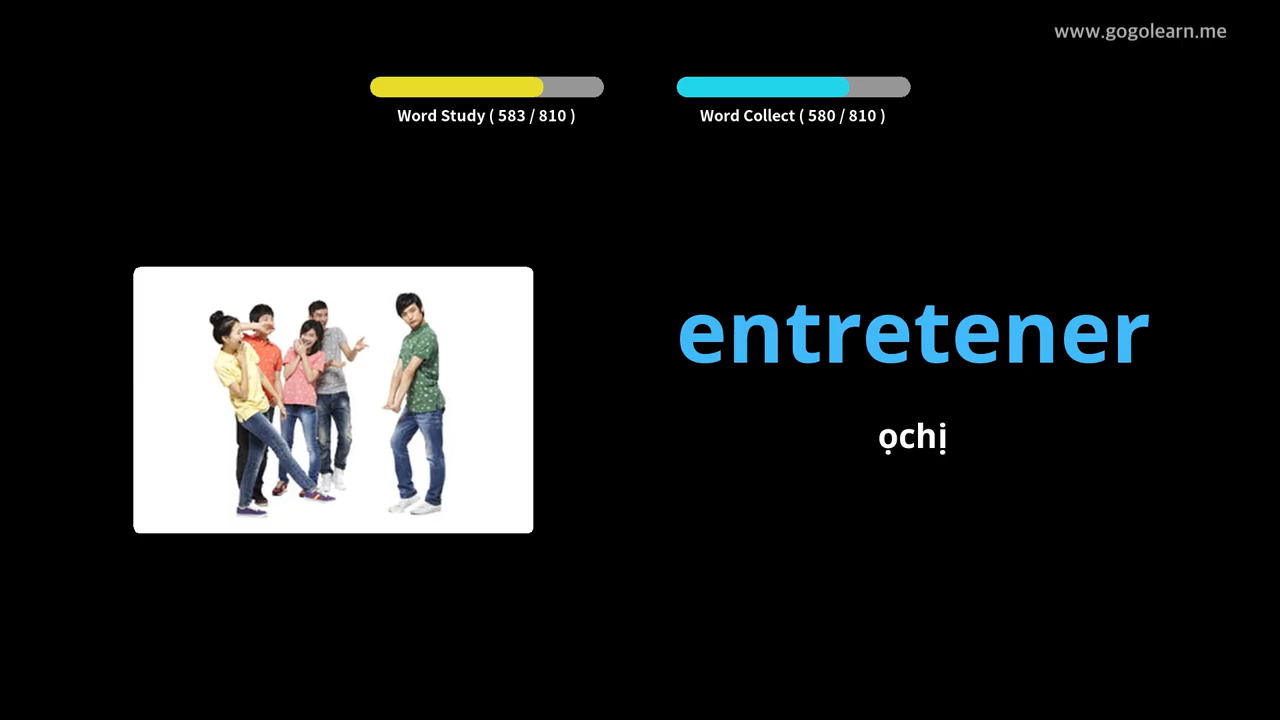 www.gogolearn.me
Word Study ( 583 / 810 )
Word Collect ( 580 / 810 )
entretener
ọchị